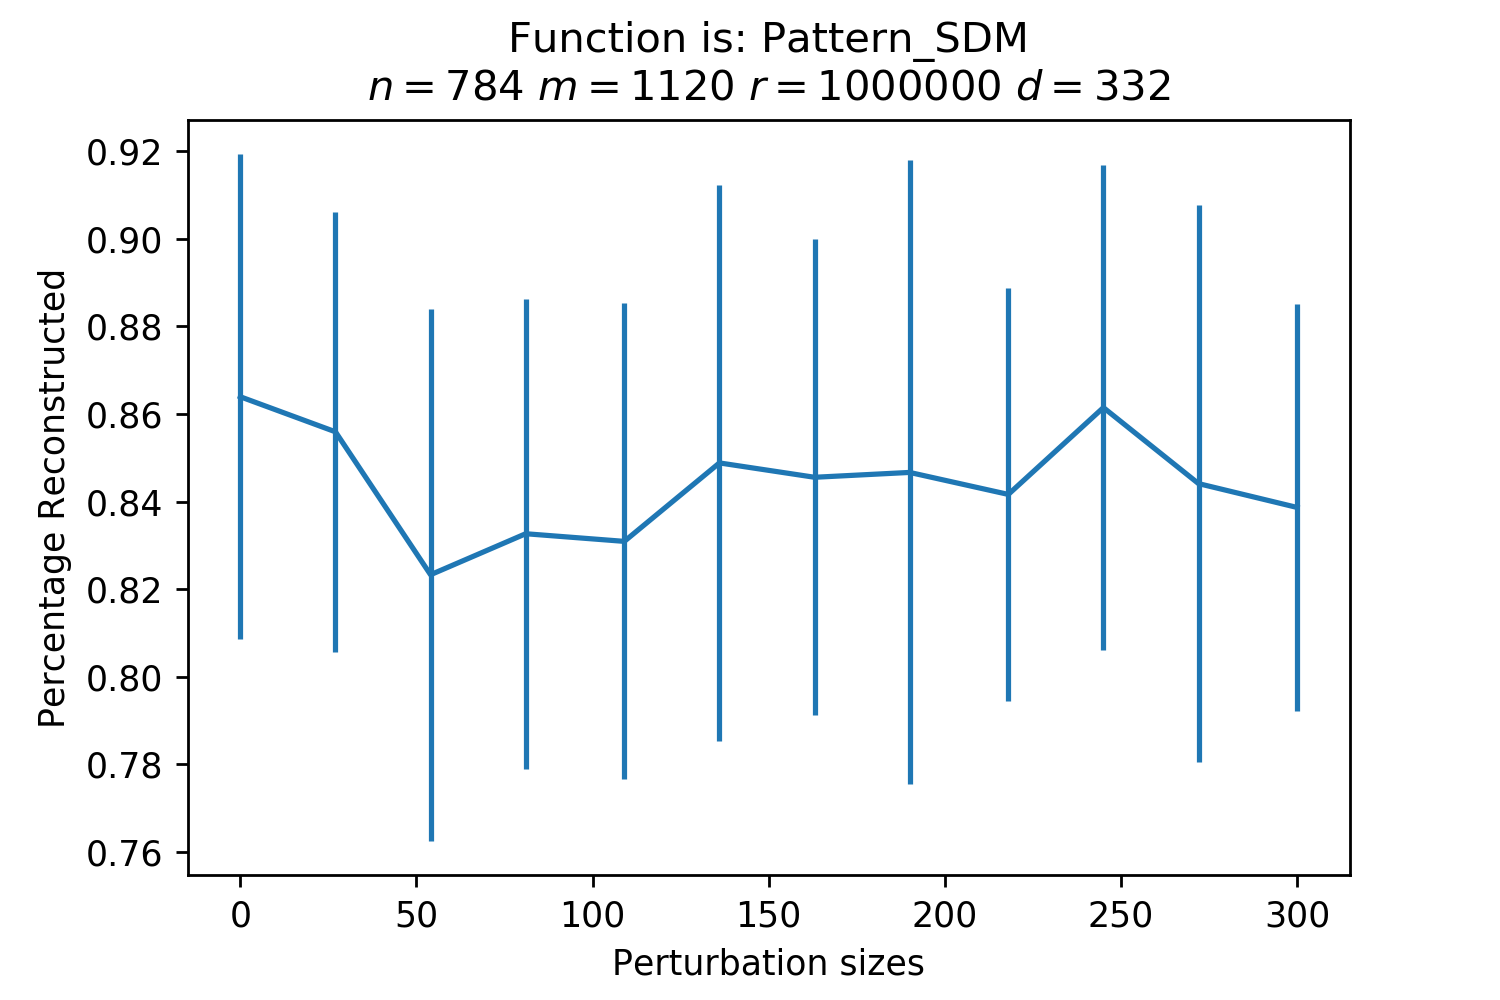 Function is: Pattern_SDM
n = 784 m = 1120 r = 1000000 d = 332
0.92
0.90
0.88
0.86
0.84
0.82
0.80
0.78
0.76
Percentage Reconstructed
0 50 100 150 200 250 300
Perturbation sizes